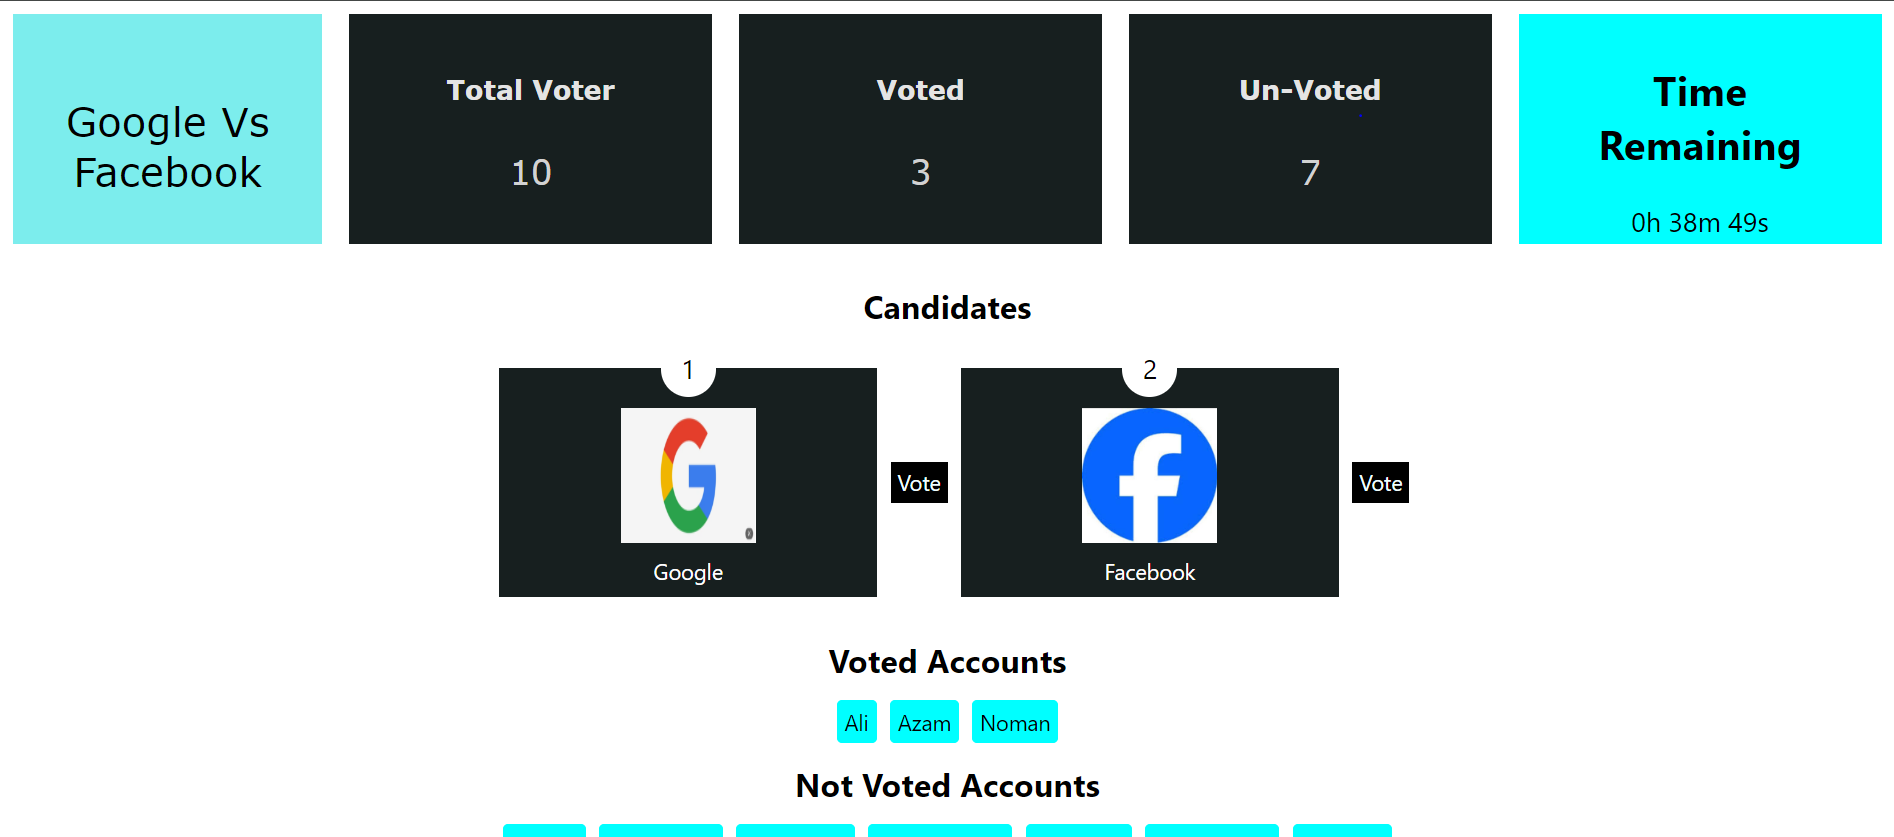 Google Vs
Facebook
Total Voter
10
Voted
3
Un-Voted
7
Time
Remaining
0h 38m 49s
Candidates
1
Google
Vote
2
Facebook
Vote
Voted Accounts
Ali
Azam
Noman
Not Voted Accounts